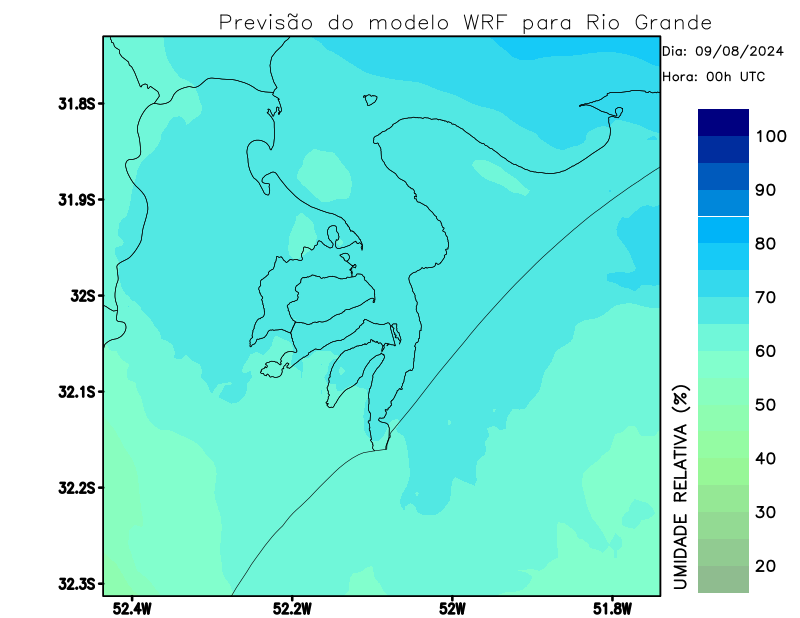 Previsão do modelo WRF para Rio Grande
Dia: 09/08/2024
Hora: 00h UTC
31.8S
31.9S
32S
32.1S
32.2S
32.3S
52.4W
52.2W
52W
51.8W
100
90
80
70
60
50
40
30
20
UMIDADE RELATIVA (%)